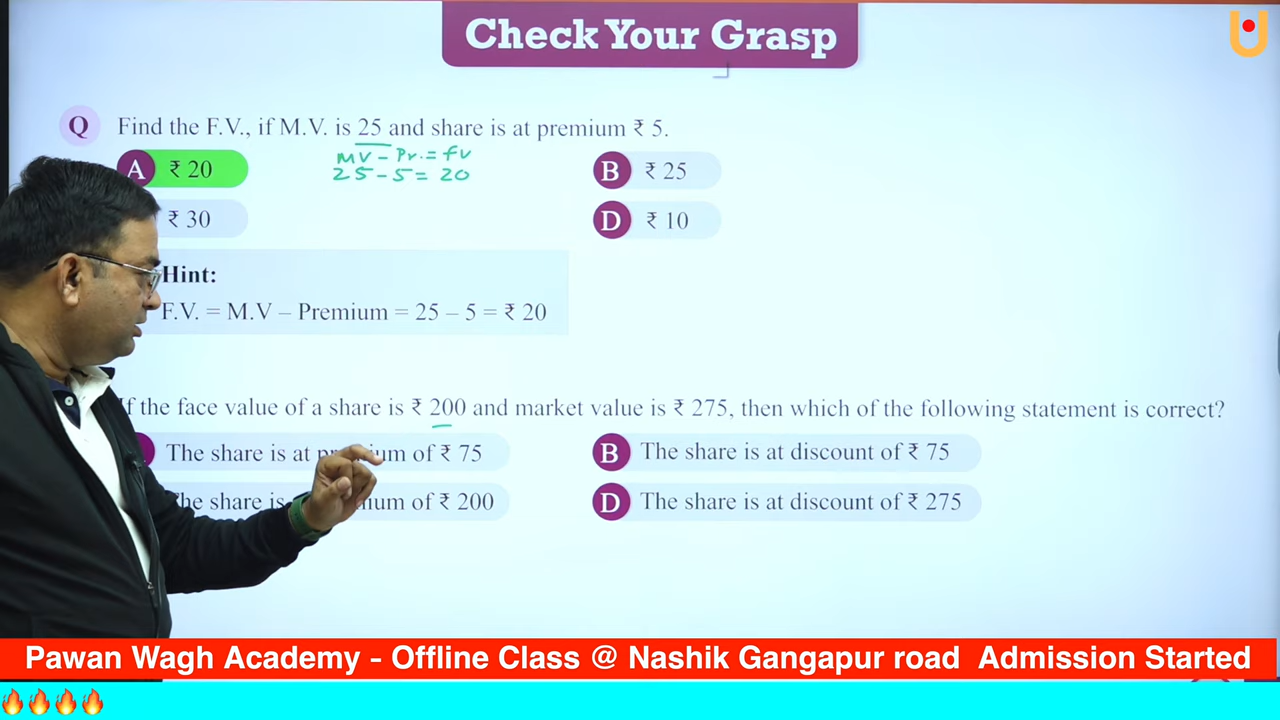 Check Your Grasp
Q Find the F.V., if M.V. is 25 and share is at premium ₹ 5.
MV - Pr. = FV
A ₹ 20
25 - 5 = 20
B ₹ 25
₹ 30
D ₹ 10
Hint:
F.V. = M.V – Premium = 25 – 5 = ₹ 20
If the face value of a share is ₹ 200 and market value is ₹ 275, then which of the following statement is correct?
The share is at premium of ₹ 75
B The share is at discount of ₹ 75
The share is of ₹ 200
D The share is at discount of ₹ 275
Pawan Wagh Academy - Offline Class @ Nashik Gangapur road Admission Started